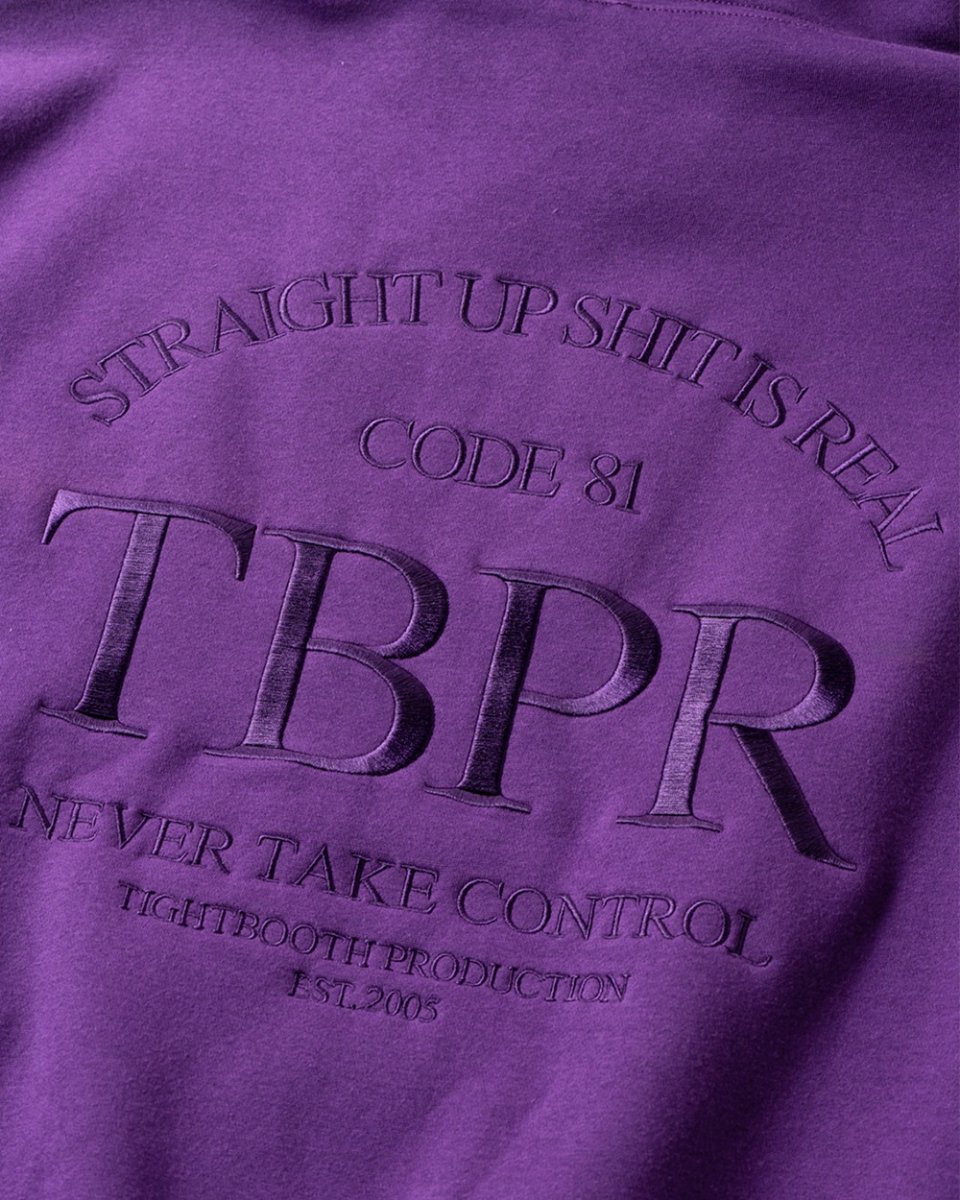 STRAIGHT UP SHIT IS REAL
CODE 81
TBPR
NEVER TAKE CONTROL
TIGHTBOOTH PRODUCTION
EST.2005